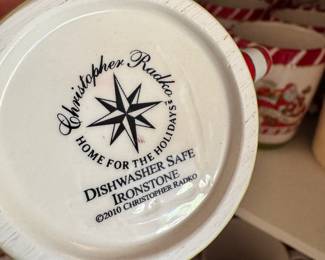 Christopher Radko
HOME FOR THE HOLIDAYS
DISHWASHER SAFE
IRONSTONE
©2010 CHRISTOPHER RADKO